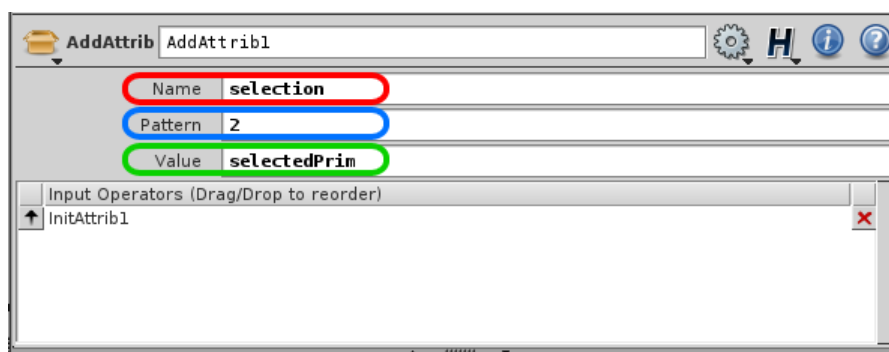 AddAttrib AddAttrib1
Name selection
Pattern 2
Value selectedPrim
Input Operators (Drag/Drop to reorder)
InitAttrib1